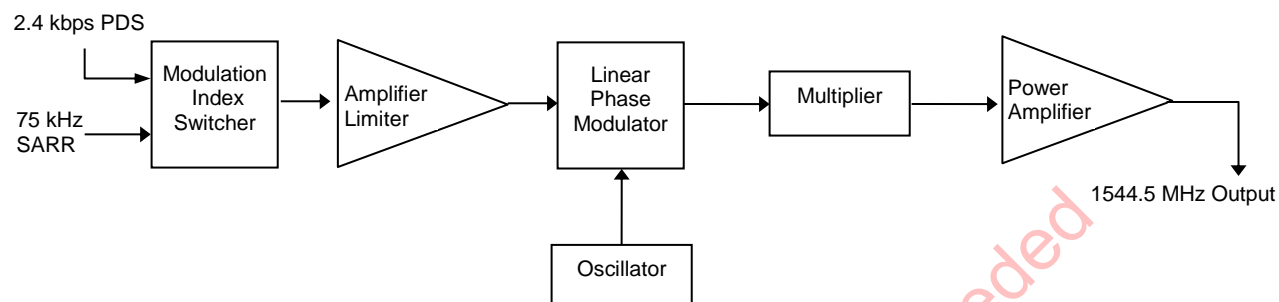 2.4 kbps PDS
75 kHz
SARR
Modulation
Index
Switcher
Amplifier
Limiter
Linear
Phase
Modulator
Oscillator
Multiplier
Power
Amplifier
1544.5 MHz Output